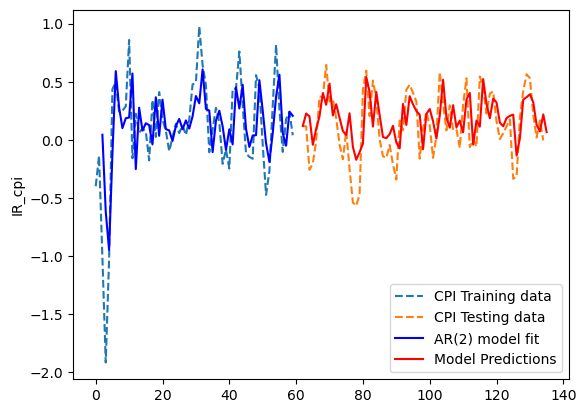 1.0
0.5
0.0
−0.5
−1.0
−1.5
−2.0
IR_cpi
CPI Training data
CPI Testing data
AR(2) model fit
Model Predictions
0 20 40 60 80 100 120 140